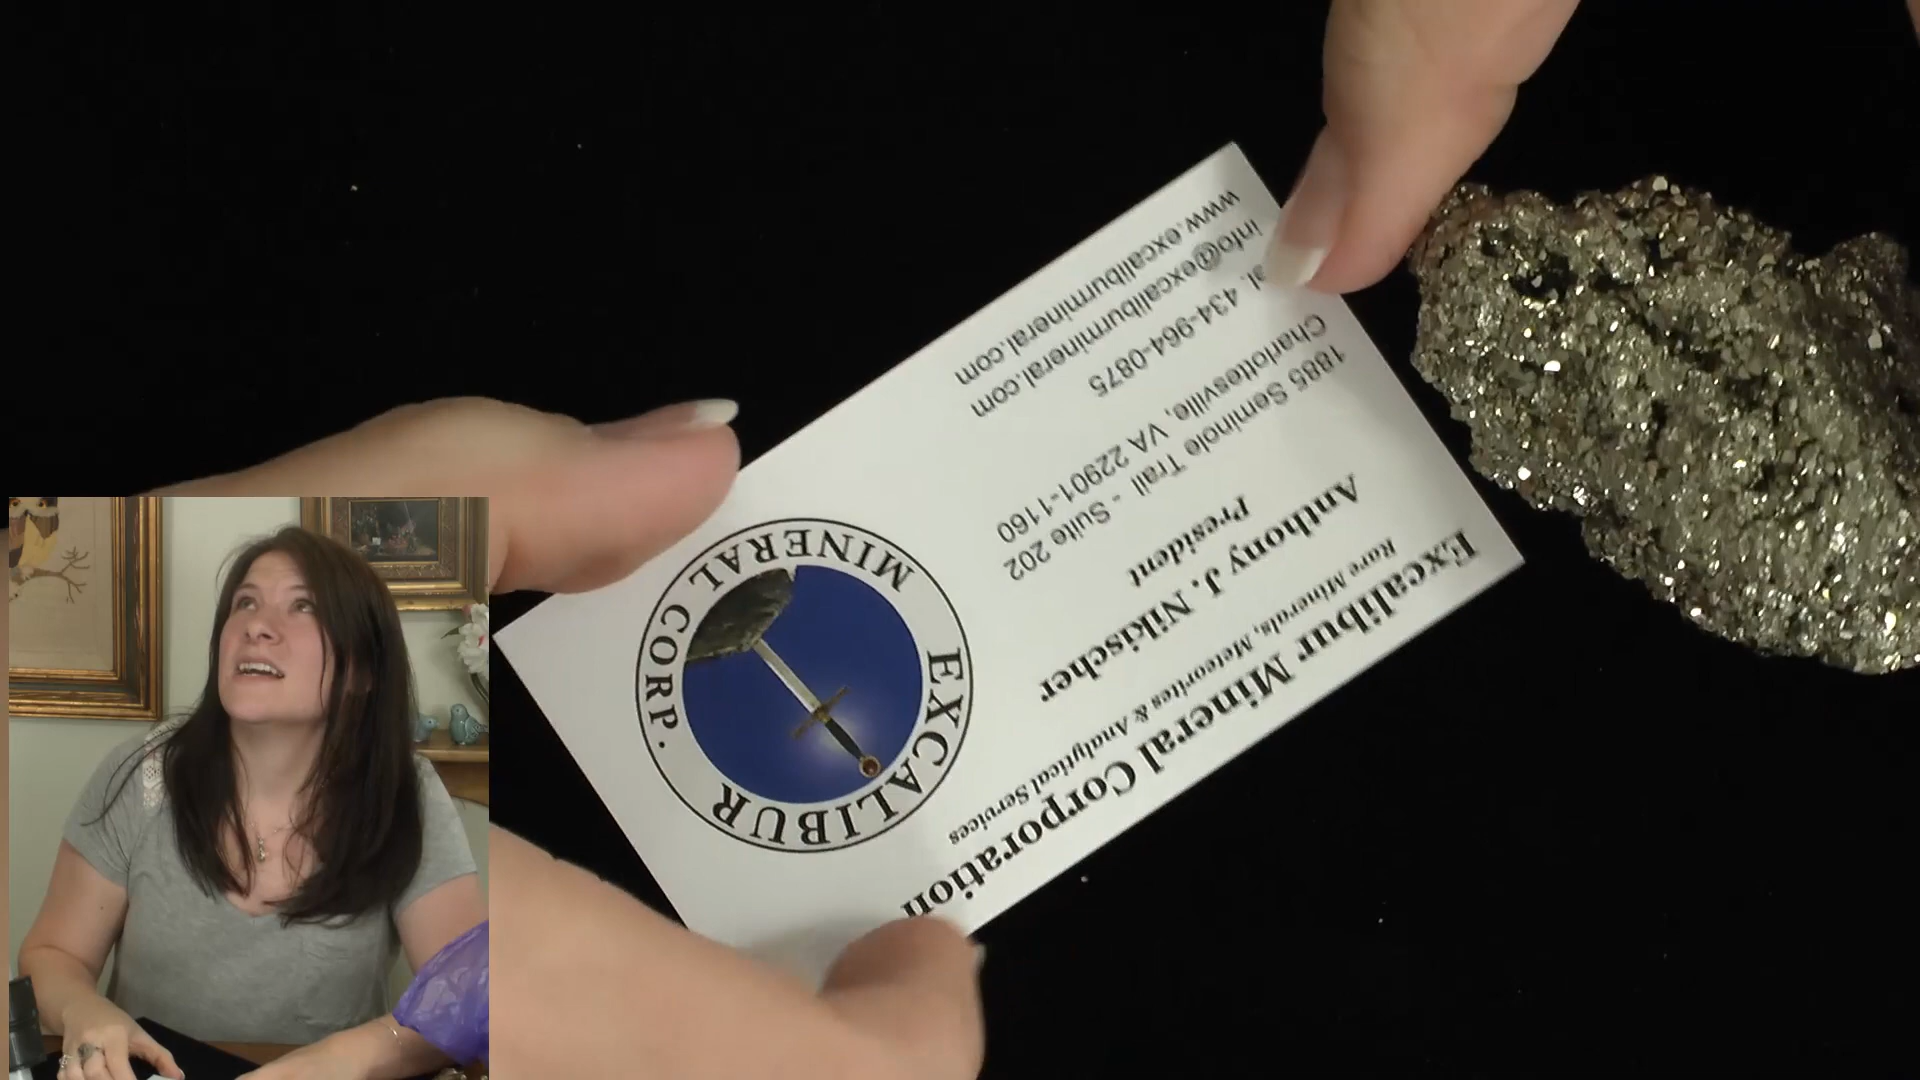 Excalibur Mineral Corporation
Rare Minerals, Meteorites & Analytical Services
Anthony J. Nikischer
President
1885 Seminole Trail - Suite 202
Charlottesville, VA 22901-1160
434-964-0875
info@excaliburmineral.com
www.excaliburmineral.com
EXCALIBUR MINERAL CORP.